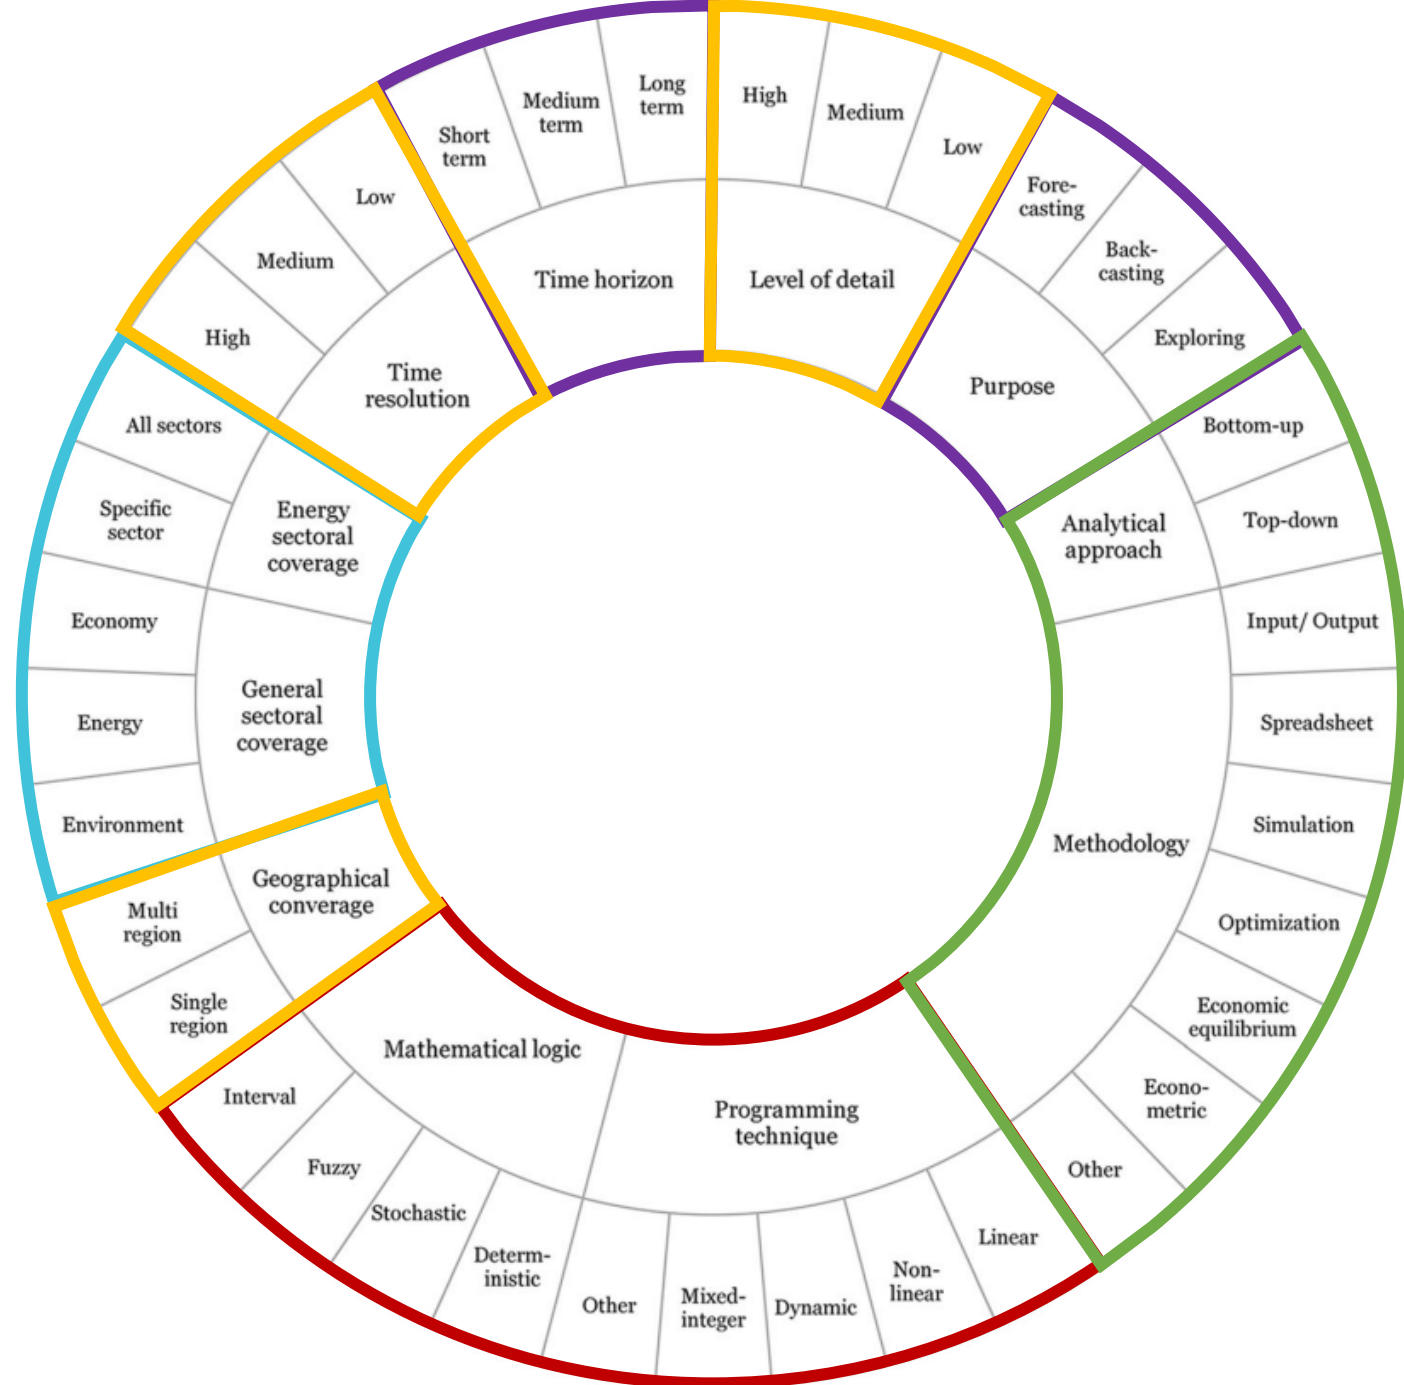 Long
term
High
Medium
term
Medium
Short
term
Low
Fore-
casting
Low
Back-
casting
Medium
Time horizon
Level of detail
High
Exploring
Time
resolution
Purpose
All sectors
Bottom-up
Specific
sector
Energy
sectoral
coverage
Analytical
approach
Top-down
Economy
Input/ Output
General
sectoral
coverage
Energy
Spreadsheet
Environment
Simulation
Methodology
Geographical
converage
Multi
region
Optimization
Single
region
Economic
equilibrium
Mathematical logic
Interval
Econo-
metric
Programming
technique
Fuzzy
Other
Stochastic
Linear
Determ-
inistic
Non-
linear
Other
Mixed-
integer
Dynamic